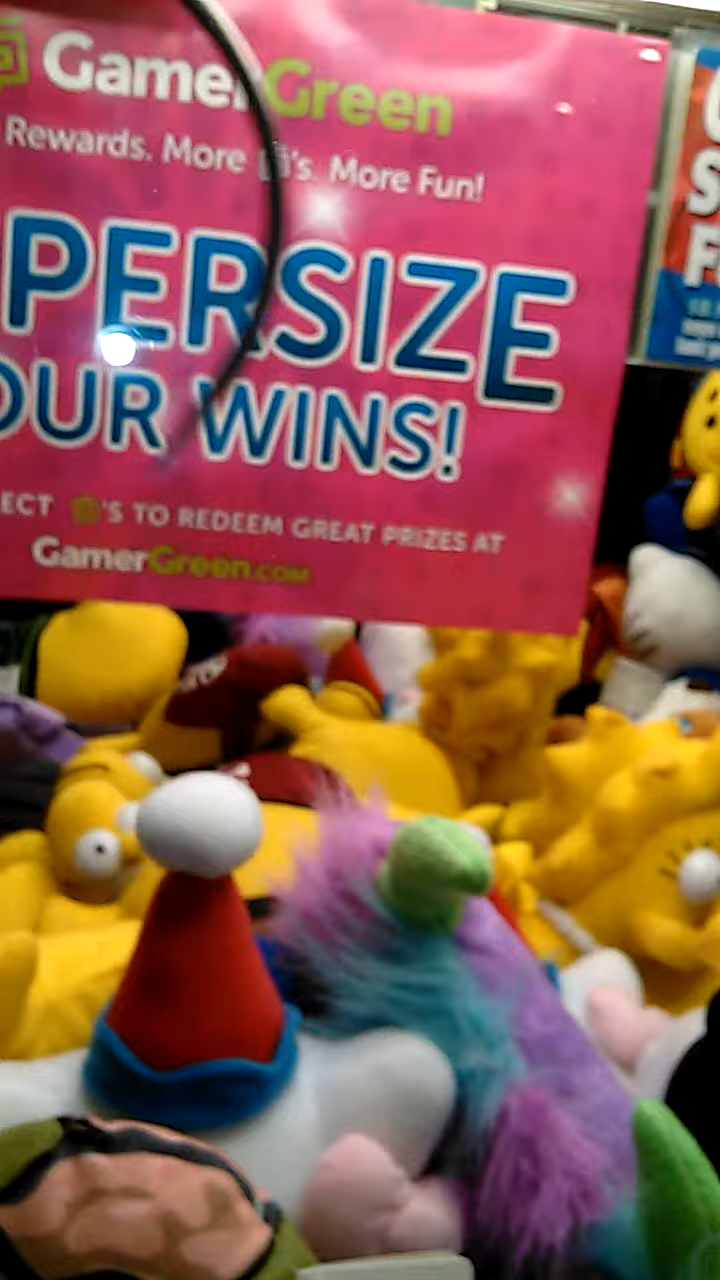 GamerGreen
Rewards. More 's. More Fun!
PERSIZE
OUR WINS!
ECT 'S TO REDEEM GREAT PRIZES AT
GamerGreen.com